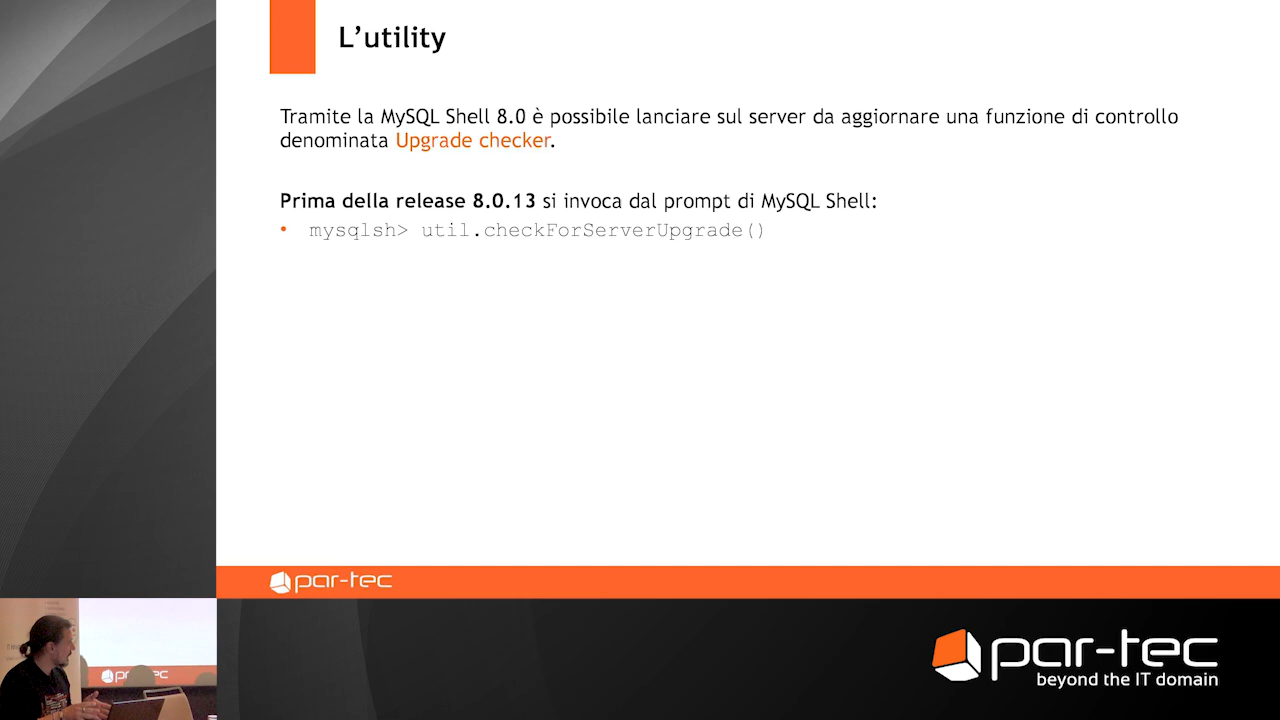 L’utility
Tramite la MySQL Shell 8.0 è possibile lanciare sul server da aggiornare una funzione di controllo
denominata Upgrade checker.
Prima della release 8.0.13 si invoca dal prompt di MySQL Shell:
• mysqlsh> util.checkForServerUpgrade()
par-tec
par-tec
par-tec
beyond the IT domain